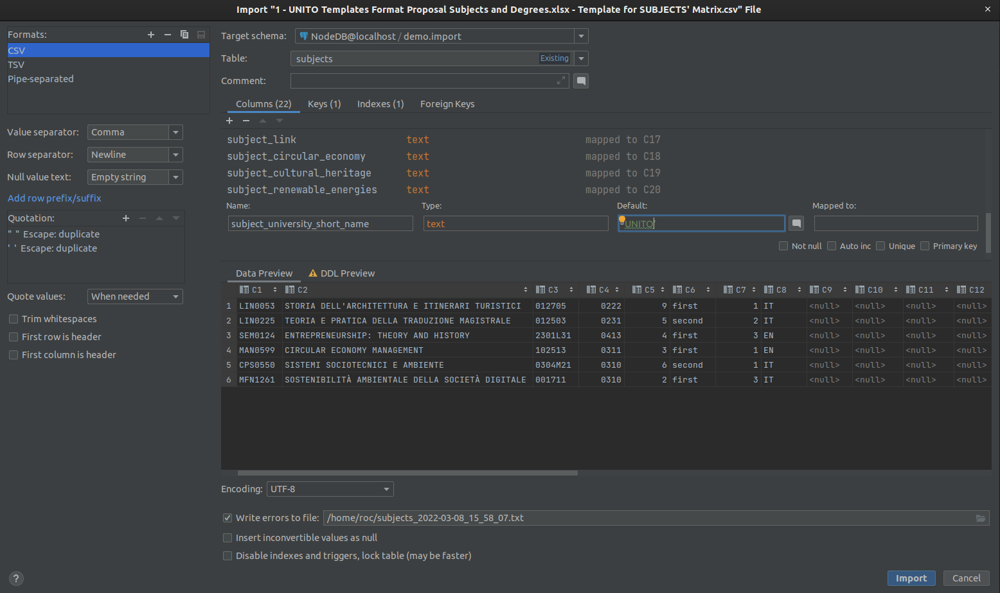 Import "1 - UNITO Templates Format Proposal Subjects and Degrees.xlsx - Template for SUBJECTS' Matrix.csv" File
Formats:
CSV
TSV
Pipe-separated
Value separator: Comma
Row separator: Newline
Null value text: Empty string
Add row prefix/suffix
Quotation:
" " Escape: duplicate
' ' Escape: duplicate
Quote values: When needed
Trim whitespaces
First row is header
First column is header
Target schema: NodeDB@localhost / demo.import
Table: subjects Existing
Comment:
Columns (22) Keys (1) Indexes (1) Foreign Keys
subject_link text mapped to C17
subject_circular_economy text mapped to C18
subject_cultural_heritage text mapped to C19
subject_renewable_energies text mapped to C20
Name: Type: Default: Mapped to:
subject_university_short_name text 'UNITO'
Not null Auto inc Unique Primary key
Data Preview DDL Preview
C1 C2 C3 C4 C5 C6 C7 C8 C9 C10 C11 C12
1 LIN0053 STORIA DELL'ARCHITETTURA E ITINERARI TURISTICI 012705 0222 9 first 1 IT <null> <null> <null> <null>
2 LIN0225 TEORIA E PRATICA DELLA TRADUZIONE MAGISTRALE 012503 0231 5 second 2 IT <null> <null> <null> <null>
3 SEM0124 ENTREPRENEURSHIP: THEORY AND HISTORY 2301L31 0413 4 first 3 EN <null> <null> <null> <null>
4 MAN0599 CIRCULAR ECONOMY MANAGEMENT 102513 0311 3 first 1 EN <null> <null> <null> <null>
5 CPS0550 SISTEMI SOCIOTECNICI E AMBIENTE 0304M21 0310 6 second 1 IT <null> <null> <null> <null>
6 MFN1261 SOSTENIBILITÀ AMBIENTALE DELLA SOCIETÀ DIGITALE 001711 0310 2 first 3 IT <null> <null> <null> <null>
Encoding: UTF-8
Write errors to file: /home/roc/subjects_2022-03-08_15_58_07.txt
Insert inconvertible values as null
Disable indexes and triggers, lock table (may be faster)
? Import Cancel